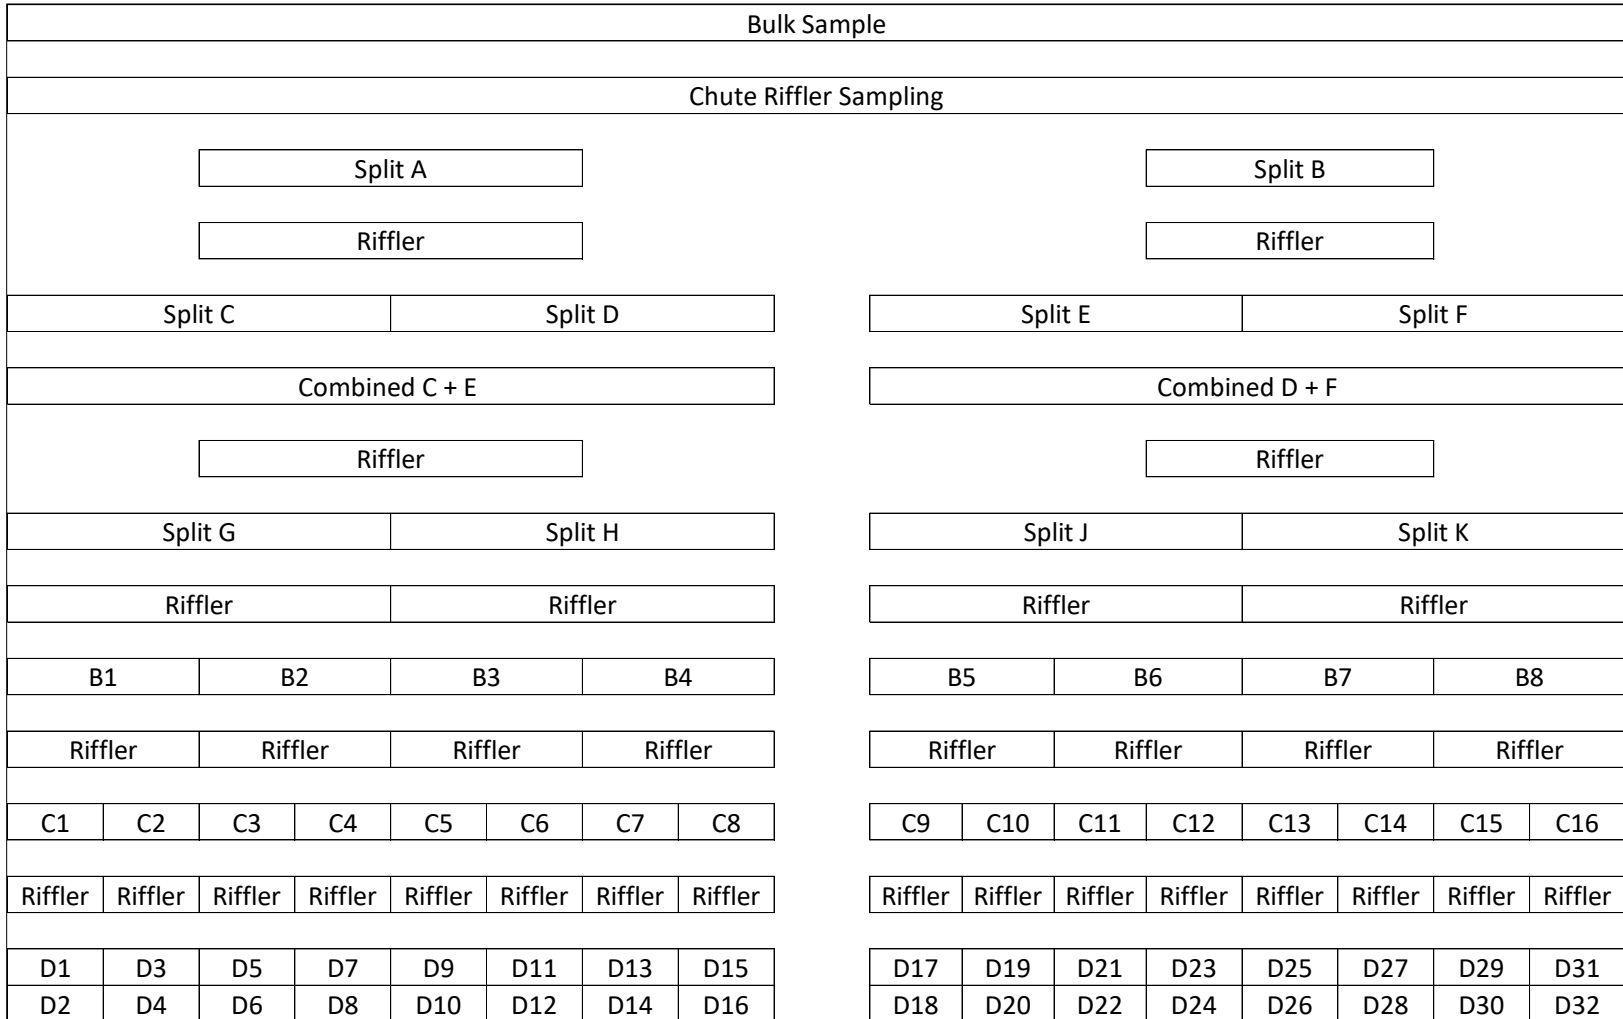 Bulk Sample
Chute Riffler Sampling
Split A Split B
Riffler Riffler
Split C Split D Split E Split F
Combined C + E Combined D + F
Riffler Riffler
Split G Split H Split J Split K
Riffler Riffler Riffler Riffler
B1 B2 B3 B4 B5 B6 B7 B8
Riffler Riffler Riffler Riffler Riffler Riffler Riffler Riffler
C1 C2 C3 C4 C5 C6 C7 C8 C9 C10 C11 C12 C13 C14 C15 C16
Riffler Riffler Riffler Riffler Riffler Riffler Riffler Riffler Riffler Riffler Riffler Riffler Riffler Riffler Riffler Riffler
D1 D3 D5 D7 D9 D11 D13 D15 D17 D19 D21 D23 D25 D27 D29 D31
D2 D4 D6 D8 D10 D12 D14 D16 D18 D20 D22 D24 D26 D28 D30 D32